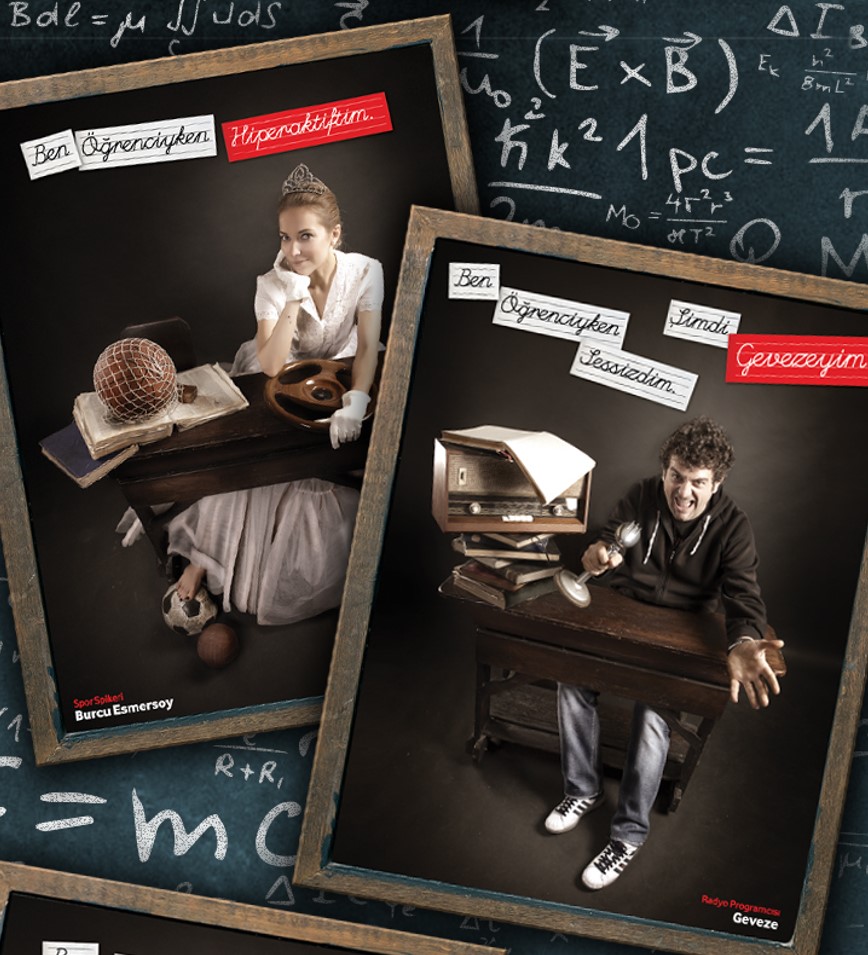 Ben Öğrenciyken Hiperaktiftim.
Spor Spikeri
Burcu Esmersoy
Ben
Öğrenciyken
Sessizdim.
Şimdi
Gevezeyim
Radyo Programcısı
Geveze
(E × B)
1 pc =
R+R₁
= mc